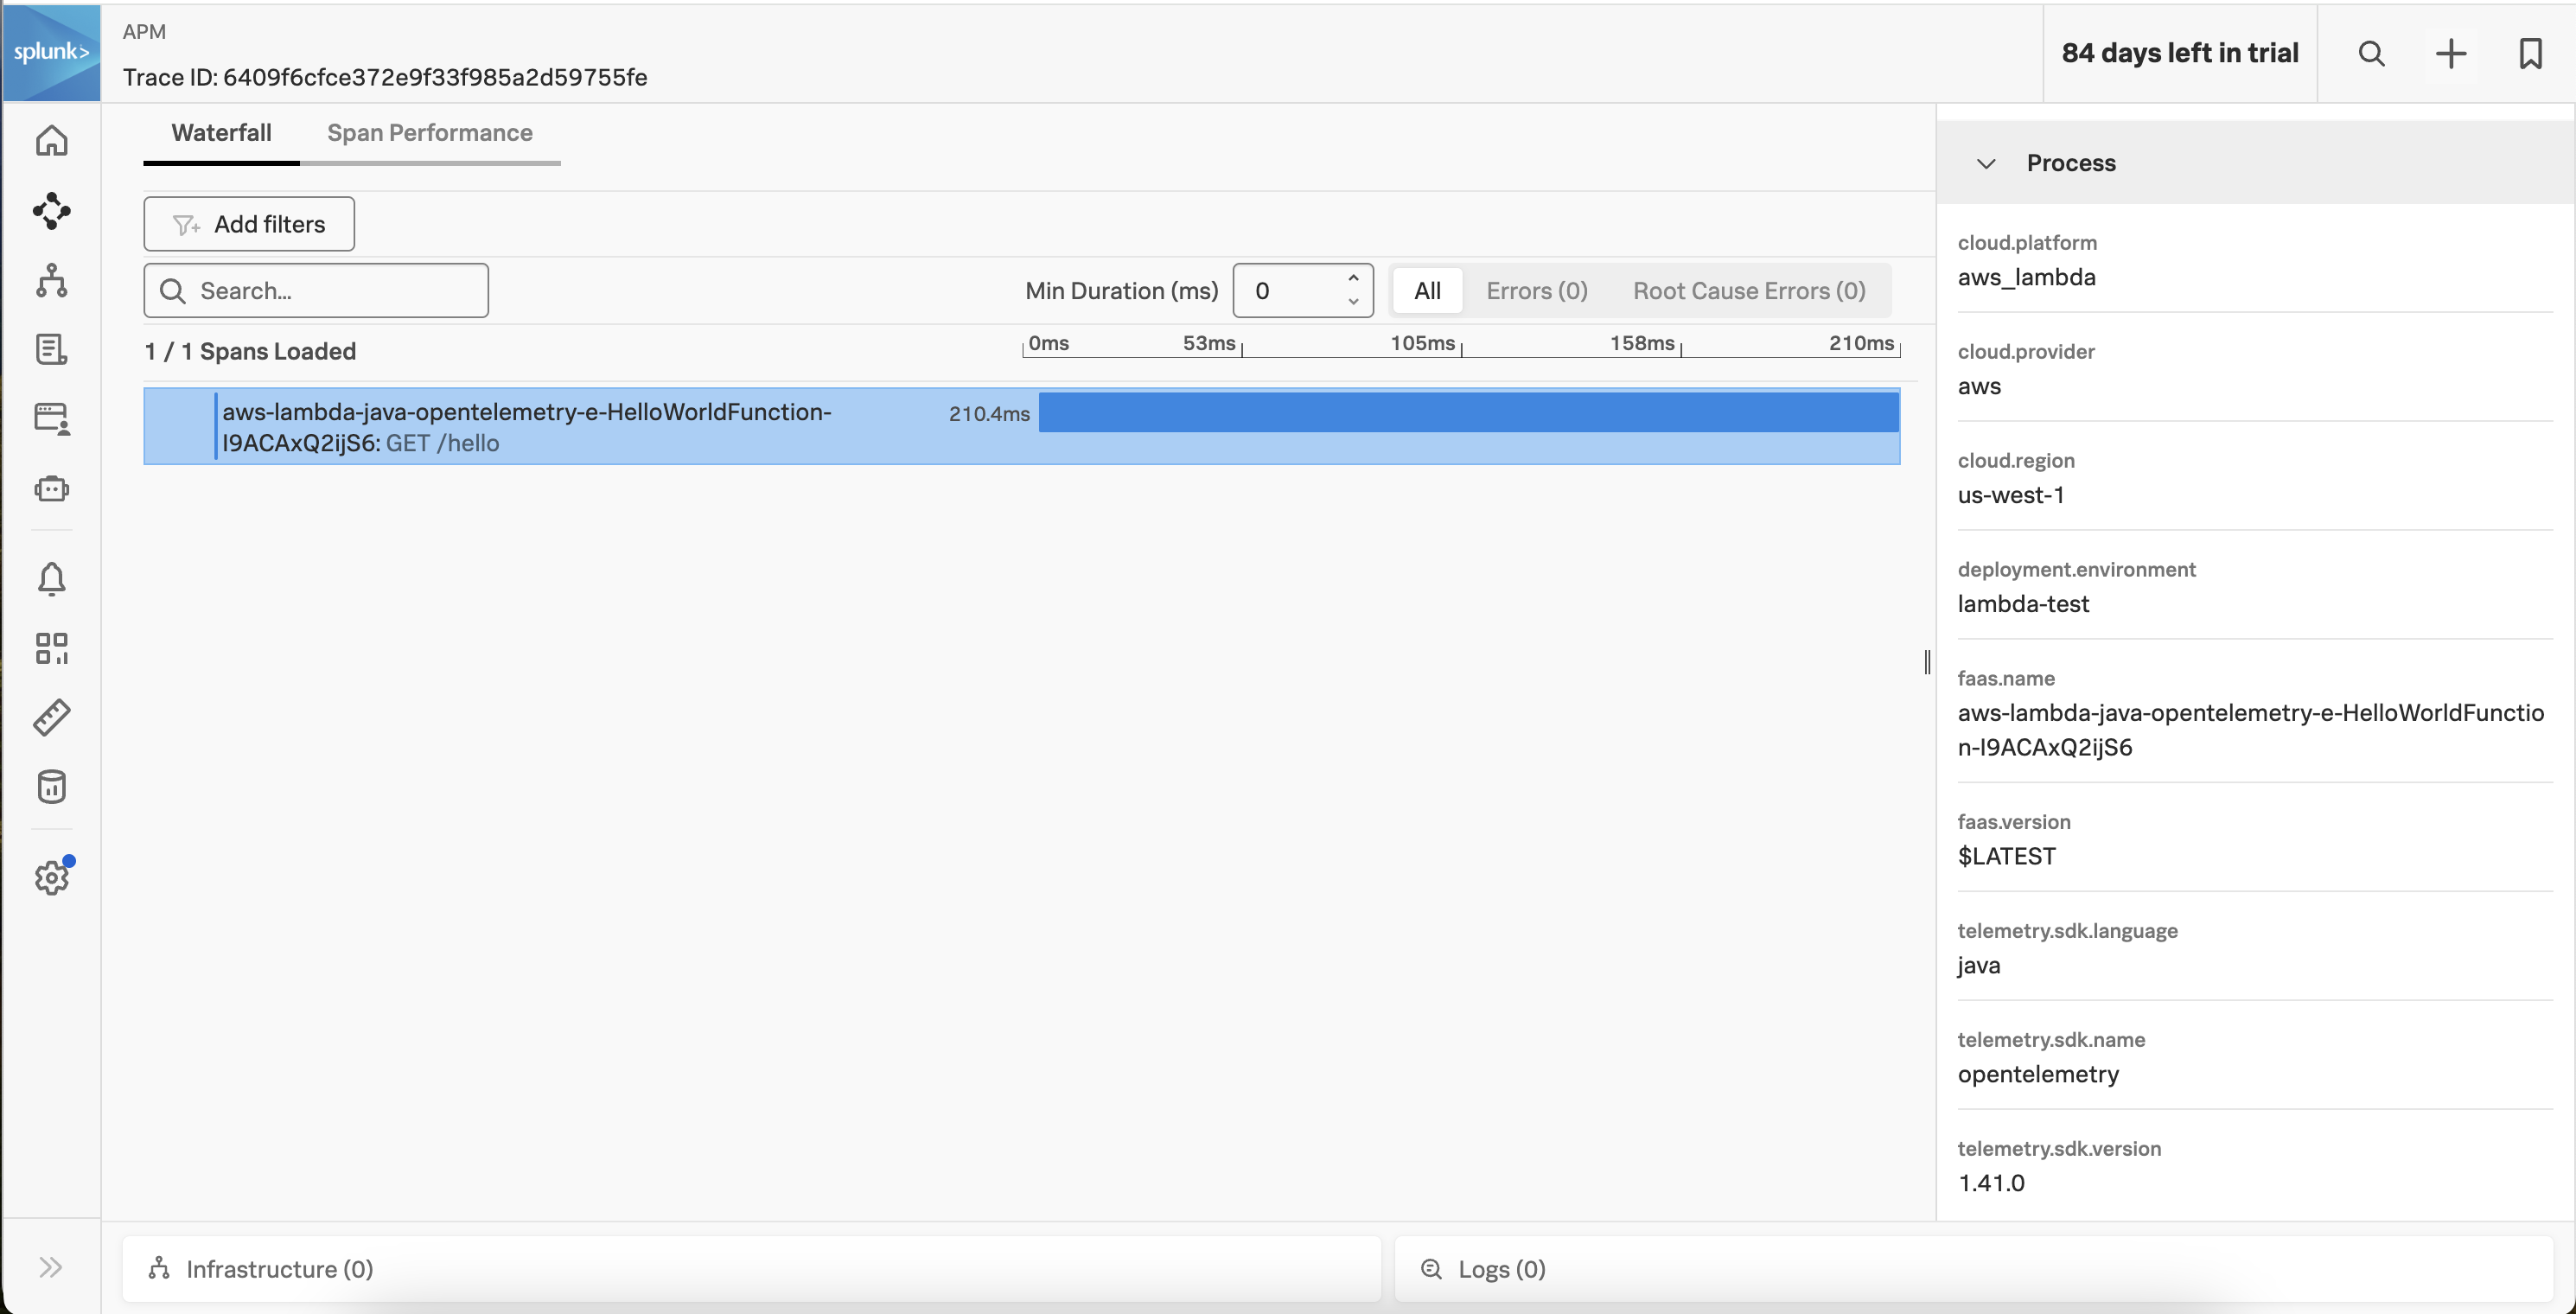 splunk>
APM
Trace ID: 6409f6cfce372e9f33f985a2d59755fe
84 days left in trial
Waterfall
Span Performance
Add filters
Search...
Min Duration (ms)
0
All
Errors (0)
Root Cause Errors (0)
1 / 1 Spans Loaded
0ms
53ms
105ms
158ms
210ms
aws-lambda-java-opentelemetry-e-HelloWorldFunction-
I9ACAxQ2ijS6: GET /hello
210.4ms
Process
cloud.platform
aws_lambda
cloud.provider
aws
cloud.region
us-west-1
deployment.environment
lambda-test
faas.name
aws-lambda-java-opentelemetry-e-HelloWorldFunctio
n-I9ACAxQ2ijS6
faas.version
$LATEST
telemetry.sdk.language
java
telemetry.sdk.name
opentelemetry
telemetry.sdk.version
1.41.0
Infrastructure (0)
Logs (0)